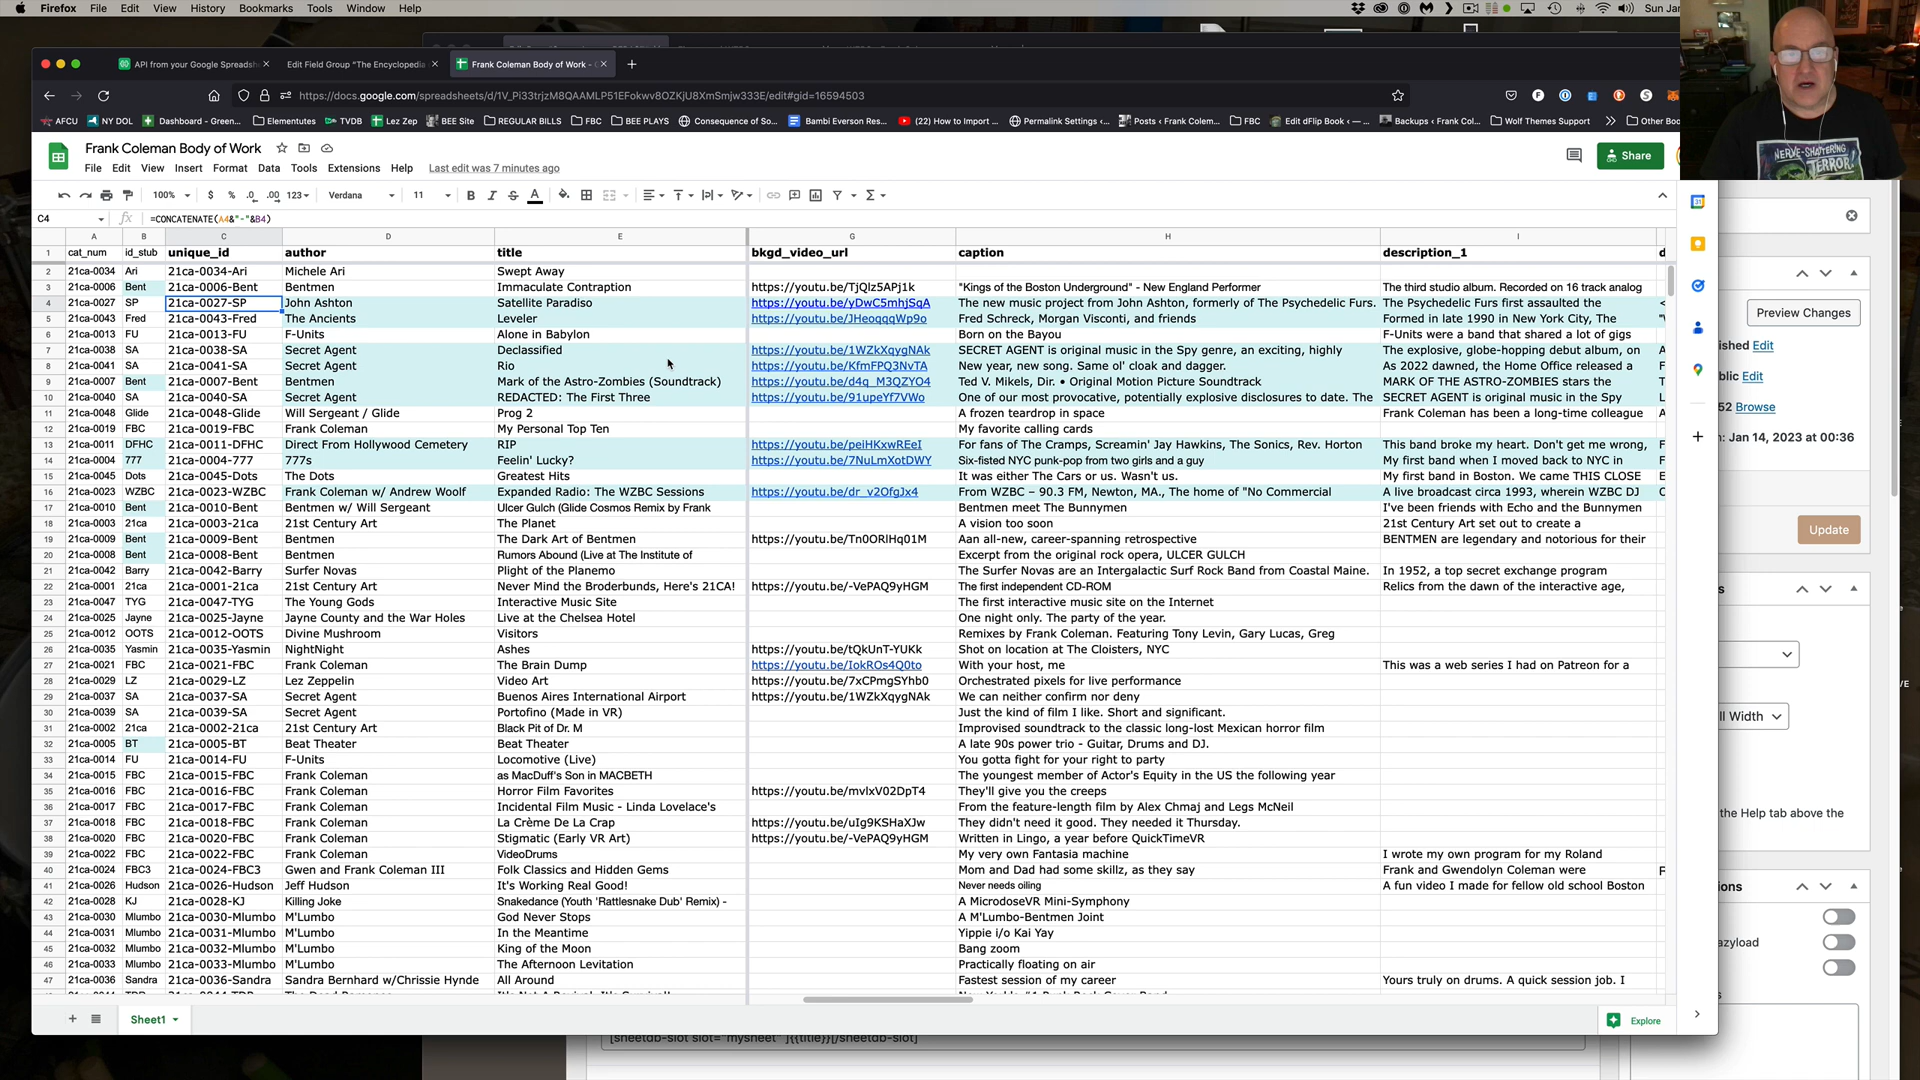 Firefox File Edit View History Bookmarks Tools Window Help Sun Jan
API from your Google Spreadsh Edit Field Group "The Encyclopedia Frank Coleman Body of Work - G
https://docs.google.com/spreadsheets/d/1V_Pi33trjzM8QAAMLP51EFokwv8OZKjU8XmSmjw333E/edit#gid=16594503
AFCU NY DOL Dashboard - Green... Elementutes TVDB Lez Zep BEE Site REGULAR BILLS FBC BEE PLAYS Consequence of So... Bambi Everson Res... (22) How to Import ... Permalink Settings ‹... Posts ‹ Frank Colem... FBC Edit dFlip Book ‹ —... Backups ‹ Frank Col... Wolf Themes Support Other Boo
Frank Coleman Body of Work
File Edit View Insert Format Data Tools Extensions Help Last edit was 7 minutes ago Share
100% $ % .0 .00 123 Verdana 11 B I S A
C4 fx =CONCATENATE(A4&"-"&B4)
A B C D E G H I
1 cat_num id_stub unique_id author title bkgd_video_url caption description_1 d
2 21ca-0034 Ari 21ca-0034-Ari Michele Ari Swept Away
3 21ca-0006 Bent 21ca-0006-Bent Bentmen Immaculate Contraption https://youtu.be/TjQlz5APj1k "Kings of the Boston Underground" - New England Performer The third studio album. Recorded on 16 track analog
4 21ca-0027 SP 21ca-0027-SP John Ashton Satellite Paradiso https://youtu.be/yDwC5mhjSqA The new music project from John Ashton, formerly of The Psychedelic Furs. The Psychedelic Furs first assaulted the <
5 21ca-0043 Fred 21ca-0043-Fred The Ancients Leveler https://youtu.be/JHeoqqqWp9o Fred Schreck, Morgan Visconti, and friends Formed in late 1990 in New York City, The
6 21ca-0013 FU 21ca-0013-FU F-Units Alone in Babylon Born on the Bayou F-Units were a band that shared a lot of gigs
7 21ca-0038 SA 21ca-0038-SA Secret Agent Declassified https://youtu.be/1WZkXqygNAk SECRET AGENT is original music in the Spy genre, an exciting, highly The explosive, globe-hopping debut album, on A
8 21ca-0041 SA 21ca-0041-SA Secret Agent Rio https://youtu.be/KfmFPQ3NvTA New year, new song. Same ol' cloak and dagger. As 2022 dawned, the Home Office released a
9 21ca-0007 Bent 21ca-0007-Bent Bentmen Mark of the Astro-Zombies (Soundtrack) https://youtu.be/d4q_M3QZYO4 Ted V. Mikels, Dir. • Original Motion Picture Soundtrack MARK OF THE ASTRO-ZOMBIES stars the T
10 21ca-0040 SA 21ca-0040-SA Secret Agent REDACTED: The First Three https://youtu.be/91upeYf7VWo One of our most provocative, potentially explosive disclosures to date. The SECRET AGENT is original music in the Spy L
11 21ca-0048 Glide 21ca-0048-Glide Will Sergeant / Glide Prog 2 A frozen teardrop in space Frank Coleman has been a long-time colleague A
12 21ca-0019 FBC 21ca-0019-FBC Frank Coleman My Personal Top Ten My favorite calling cards
13 21ca-0011 DFHC 21ca-0011-DFHC Direct From Hollywood Cemetery RIP https://youtu.be/peiHKxwREeI For fans of The Cramps, Screamin' Jay Hawkins, The Sonics, Rev. Horton This band broke my heart. Don't get me wrong, F
14 21ca-0004 777 21ca-0004-777 777s Feelin' Lucky? https://youtu.be/7NuLmXotDWY Six-fisted NYC punk-pop from two girls and a guy My first band when I moved back to NYC in E
15 21ca-0045 Dots 21ca-0045-Dots The Dots Greatest Hits It was either The Cars or us. Wasn't us. My first band in Boston. We came THIS CLOSE E
16 21ca-0023 WZBC 21ca-0023-WZBC Frank Coleman w/ Andrew Woolf Expanded Radio: The WZBC Sessions https://youtu.be/dr_v2OfgJx4 From WZBC – 90.3 FM, Newton, MA., The home of "No Commercial A live broadcast circa 1993, wherein WZBC DJ C
17 21ca-0010 Bent 21ca-0010-Bent Bentmen w/ Will Sergeant Ulcer Gulch (Glide Cosmos Remix by Frank Bentmen meet The Bunnymen I've been friends with Echo and the Bunnymen
18 21ca-0003 21ca 21ca-0003-21ca 21st Century Art The Planet A vision too soon 21st Century Art set out to create a
19 21ca-0009 Bent 21ca-0009-Bent Bentmen The Dark Art of Bentmen https://youtu.be/Tn0ORlHq01M Aan all-new, career-spanning retrospective BENTMEN are legendary and notorious for their
20 21ca-0008 Bent 21ca-0008-Bent Bentmen Rumors Abound (Live at The Institute of Excerpt from the original rock opera, ULCER GULCH
21 21ca-0042 Barry 21ca-0042-Barry Surfer Novas Plight of the Planemo The Surfer Novas are an Intergalactic Surf Rock Band from Coastal Maine. In 1952, a top secret exchange program
22 21ca-0001 21ca 21ca-0001-21ca 21st Century Art Never Mind the Broderbunds, Here's 21CA! https://youtu.be/-VePAQ9yHGM The first independent CD-ROM Relics from the dawn of the interactive age,
23 21ca-0047 TYG 21ca-0047-TYG The Young Gods Interactive Music Site The first interactive music site on the Internet
24 21ca-0025 Jayne 21ca-0025-Jayne Jayne County and the War Holes Live at the Chelsea Hotel One night only. The party of the year.
25 21ca-0012 OOTS 21ca-0012-OOTS Divine Mushroom Visitors Remixes by Frank Coleman. Featuring Tony Levin, Gary Lucas, Greg
26 21ca-0035 Yasmin 21ca-0035-Yasmin NightNight Ashes https://youtu.be/tQkUnT-YUKk Shot on location at The Cloisters, NYC
27 21ca-0021 FBC 21ca-0021-FBC Frank Coleman The Brain Dump https://youtu.be/IokROs4Q0to With your host, me This was a web series I had on Patreon for a
28 21ca-0029 LZ 21ca-0029-LZ Lez Zeppelin Video Art https://youtu.be/7xCPmgSYhb0 Orchestrated pixels for live performance
29 21ca-0037 SA 21ca-0037-SA Secret Agent Buenos Aires International Airport https://youtu.be/1WZkXqygNAk We can neither confirm nor deny
30 21ca-0039 SA 21ca-0039-SA Secret Agent Portofino (Made in VR) Just the kind of film I like. Short and significant.
31 21ca-0002 21ca 21ca-0002-21ca 21st Century Art Black Pit of Dr. M Improvised soundtrack to the classic long-lost Mexican horror film
32 21ca-0005 BT 21ca-0005-BT Beat Theater Beat Theater A late 90s power trio - Guitar, Drums and DJ.
33 21ca-0014 FU 21ca-0014-FU F-Units Locomotive (Live) You gotta fight for your right to party
34 21ca-0015 FBC 21ca-0015-FBC Frank Coleman as MacDuff's Son in MACBETH The youngest member of Actor's Equity in the US the following year
35 21ca-0016 FBC 21ca-0016-FBC Frank Coleman Horror Film Favorites https://youtu.be/mvlxV02DpT4 They'll give you the creeps
36 21ca-0017 FBC 21ca-0017-FBC Frank Coleman Incidental Film Music - Linda Lovelace's From the feature-length film by Alex Chmaj and Legs McNeil
37 21ca-0018 FBC 21ca-0018-FBC Frank Coleman La Crème De La Crap https://youtu.be/uIg9KSHaXJw They didn't need it good. They needed it Thursday.
38 21ca-0020 FBC 21ca-0020-FBC Frank Coleman Stigmatic (Early VR Art) https://youtu.be/-VePAQ9yHGM Written in Lingo, a year before QuickTimeVR
39 21ca-0022 FBC 21ca-0022-FBC Frank Coleman VideoDrums My very own Fantasia machine I wrote my own program for my Roland
40 21ca-0024 FBC3 21ca-0024-FBC3 Gwen and Frank Coleman III Folk Classics and Hidden Gems Mom and Dad had some skillz, as they say Frank and Gwendolyn Coleman were F
41 21ca-0026 Hudson 21ca-0026-Hudson Jeff Hudson It's Working Real Good! Never needs oiling A fun video I made for fellow old school Boston
42 21ca-0028 KJ 21ca-0028-KJ Killing Joke Snakedance (Youth 'Rattlesnake Dub' Remix) - A MicrodoseVR Mini-Symphony
43 21ca-0030 Mlumbo 21ca-0030-Mlumbo M'Lumbo God Never Stops A M'Lumbo-Bentmen Joint
44 21ca-0031 Mlumbo 21ca-0031-Mlumbo M'Lumbo In the Meantime Yippie i/o Kai Yay
45 21ca-0032 Mlumbo 21ca-0032-Mlumbo M'Lumbo King of the Moon Bang zoom
46 21ca-0033 Mlumbo 21ca-0033-Mlumbo M'Lumbo The Afternoon Levitation Practically floating on air
47 21ca-0036 Sandra 21ca-0036-Sandra Sandra Bernhard w/Chrissie Hynde All Around Fastest session of my career Yours truly on drums. A quick session job. I
Sheet1 Explore
[sheetdb-slot slot="mysheet" ]{{title}}[/sheetdb-slot]
Preview Changes
ished Edit
blic Edit
52 Browse
n: Jan 14, 2023 at 00:36
Update
s
ll Width
the Help tab above the
ions
azyload
s
NERVE-SHATTERING
TERROR!